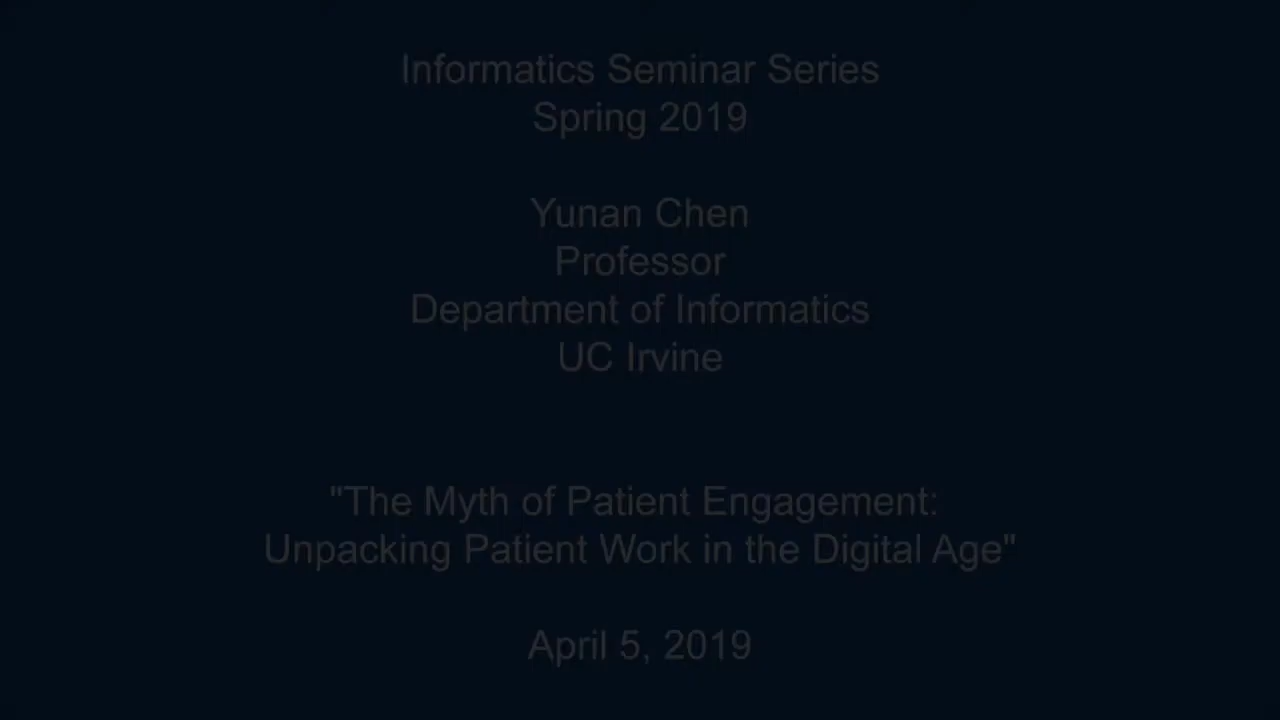 Informatics Seminar Series
Spring 2019
Yunan Chen
Professor
Department of Informatics
UC Irvine
"The Myth of Patient Engagement:
Unpacking Patient Work in the Digital Age"
April 5, 2019